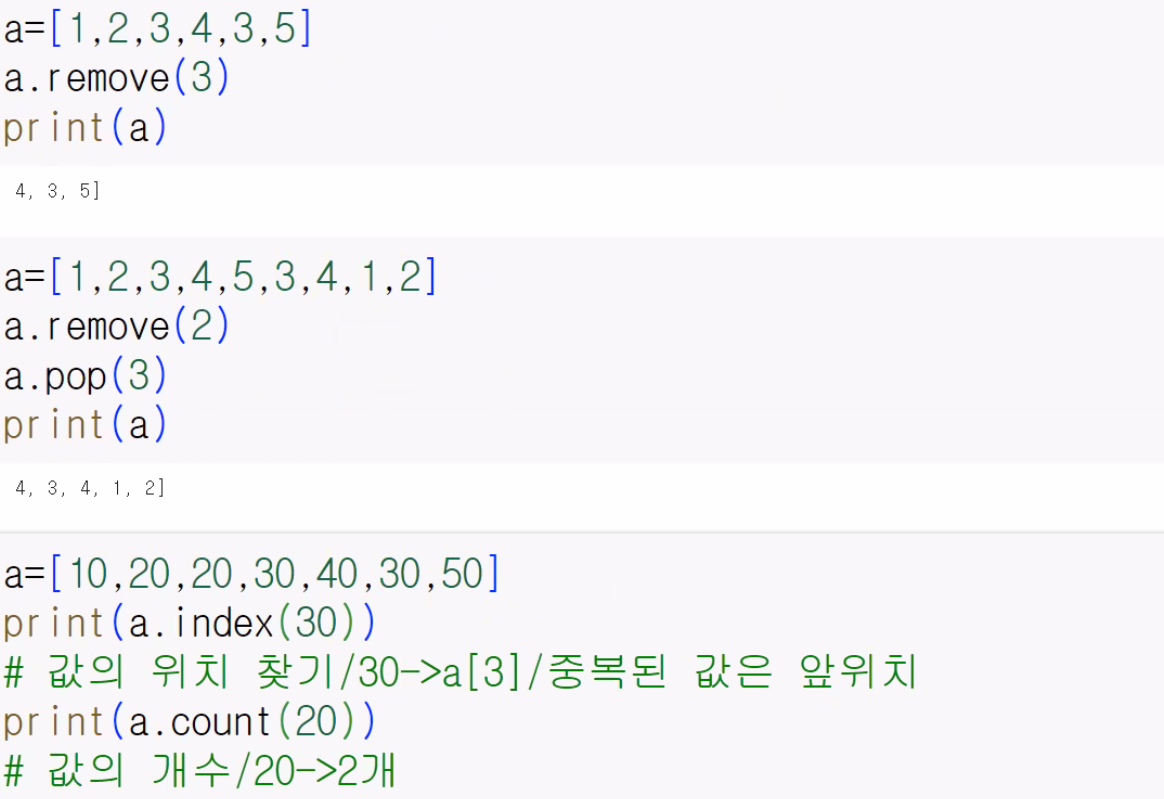 a=[1,2,3,4,3,5]
a.remove(3)
print(a)
4, 3, 5]
a=[1,2,3,4,5,3,4,1,2]
a.remove(2)
a.pop(3)
print(a)
4, 3, 4, 1, 2]
a=[10,20,20,30,40,30,50]
print(a.index(30))
# 값의 위치 찾기/30->a[3]/중복된 값은 앞위치
print(a.count(20))
# 값의 개수/20->2개